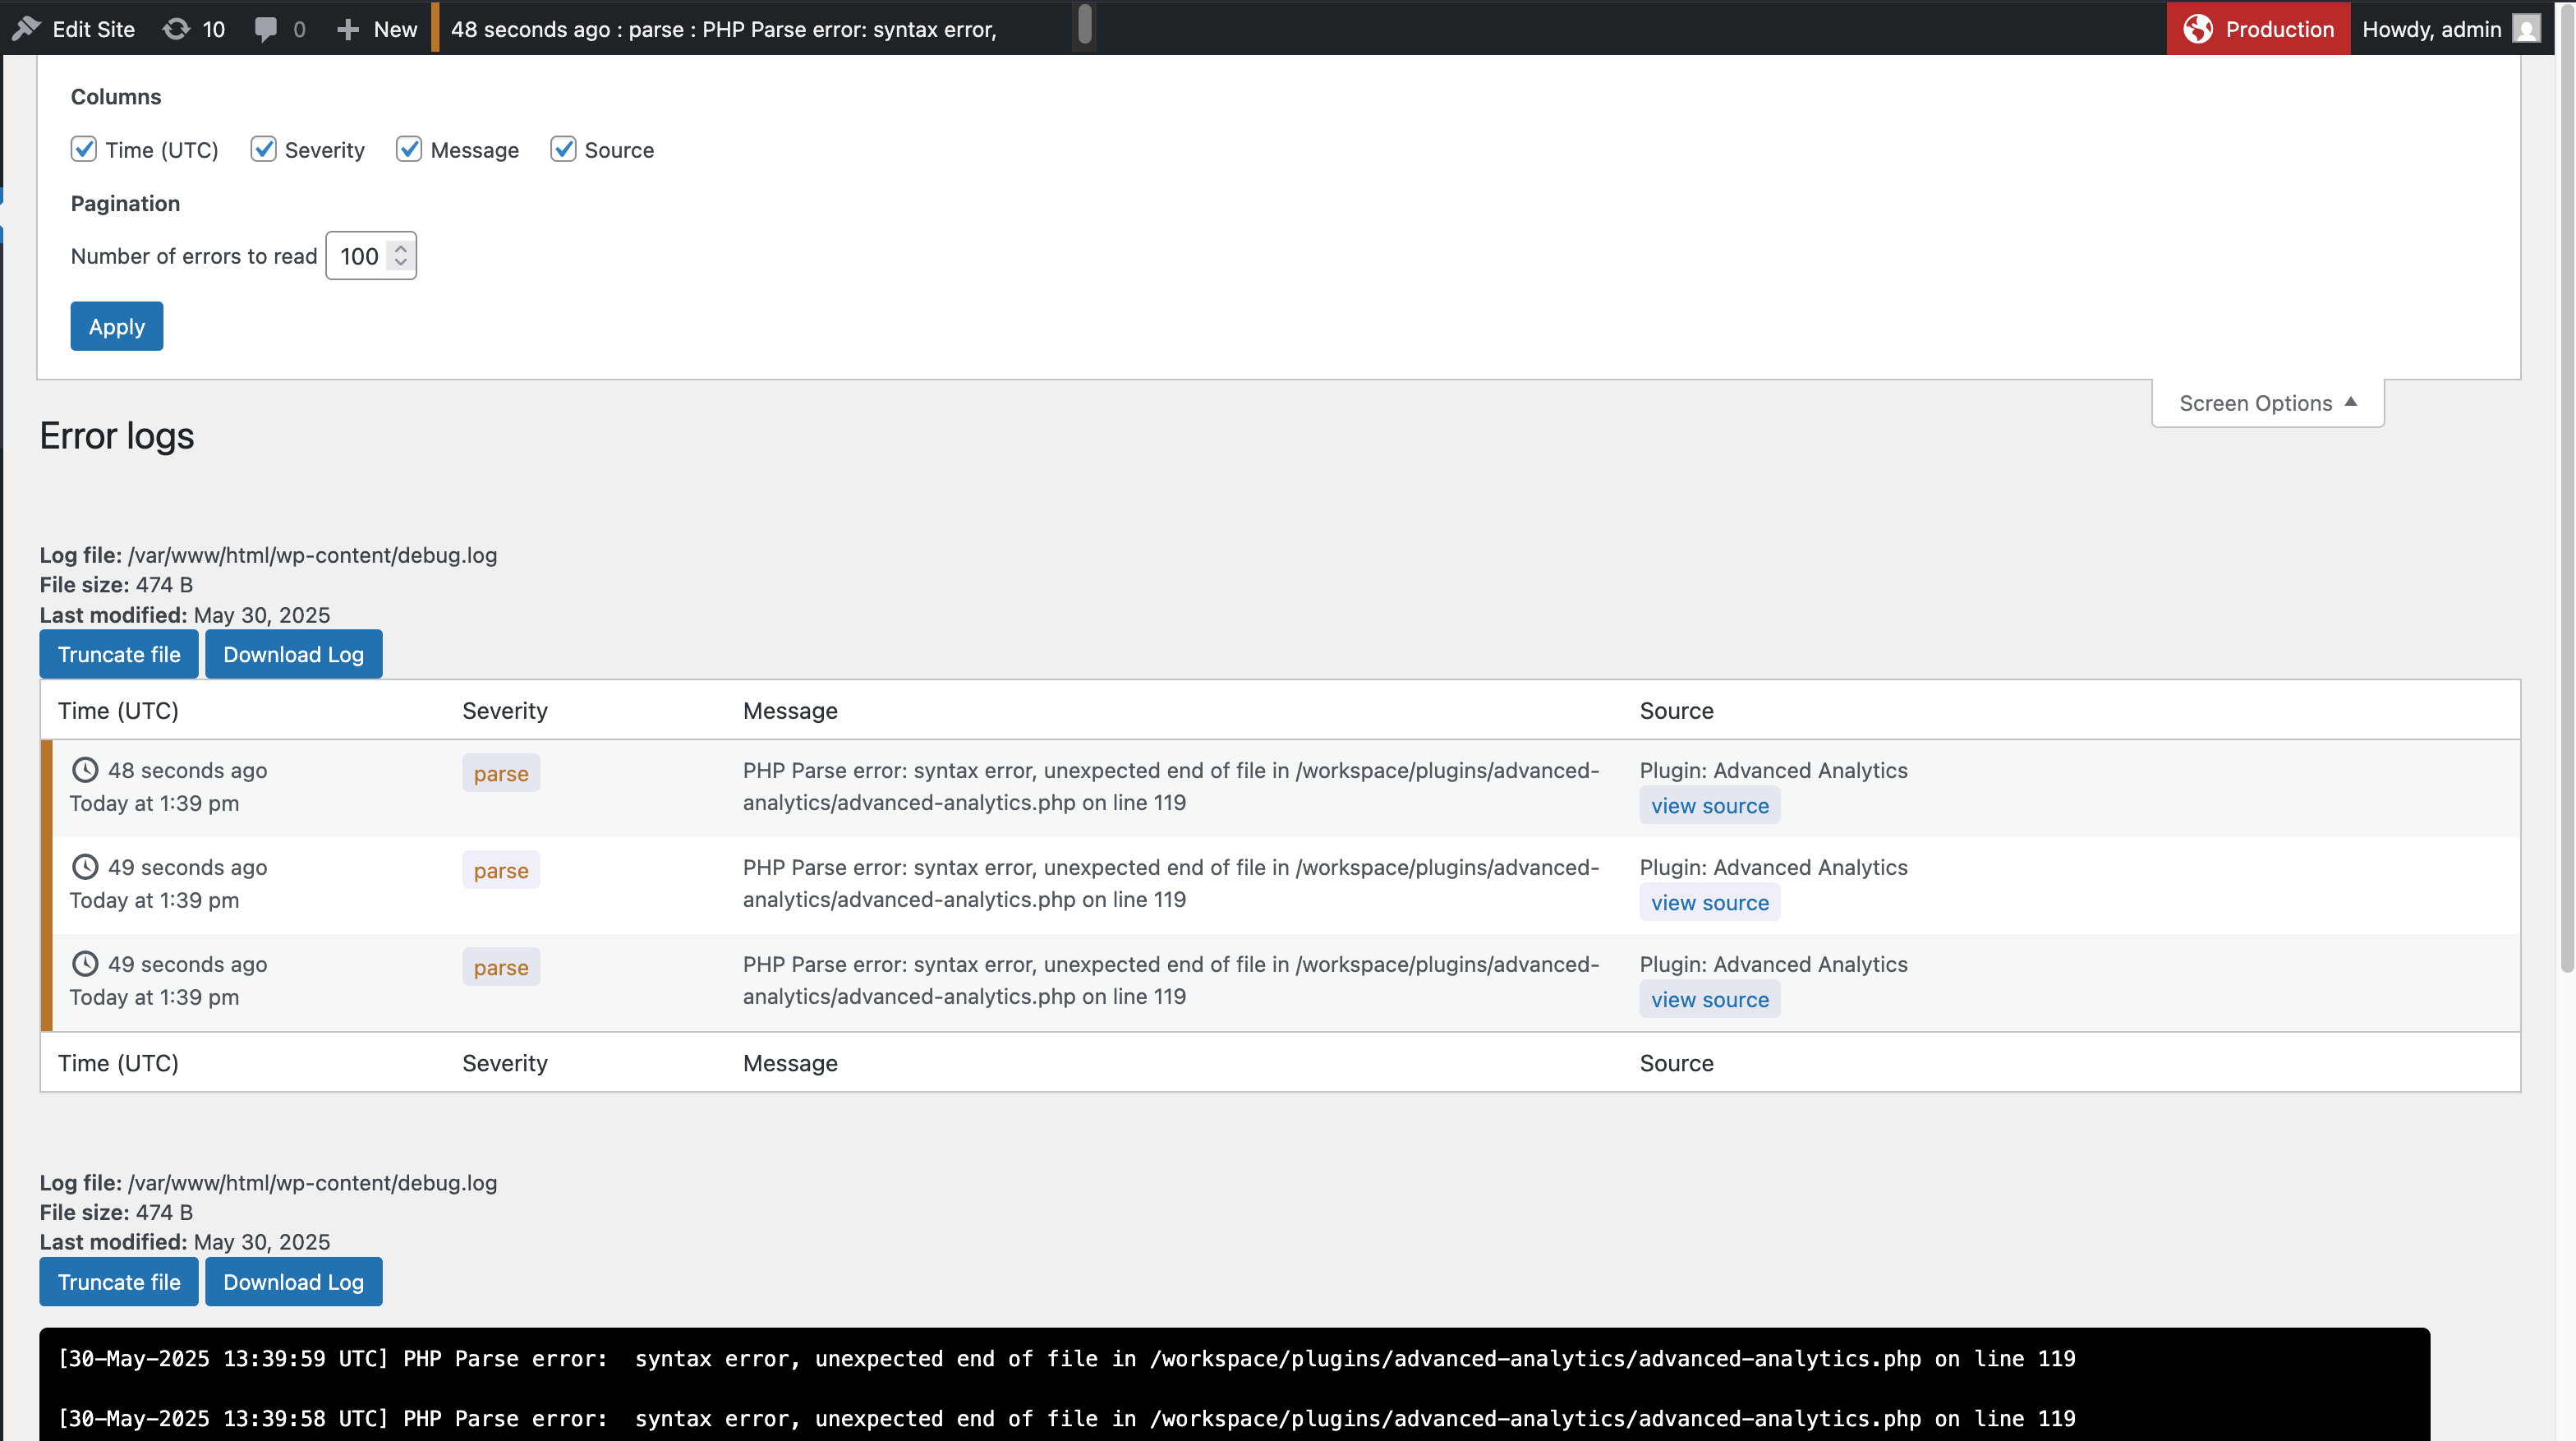 Edit Site 10 0 New 48 seconds ago : parse : PHP Parse error: syntax error, Production Howdy, admin
Columns
Time (UTC) Severity Message Source
Pagination
Number of errors to read 100
Apply
Screen Options
Error logs
Log file: /var/www/html/wp-content/debug.log
File size: 474 B
Last modified: May 30, 2025
Truncate file Download Log
Time (UTC) Severity Message Source
48 seconds ago parse PHP Parse error: syntax error, unexpected end of file in /workspace/plugins/advanced- Plugin: Advanced Analytics
Today at 1:39 pm analytics/advanced-analytics.php on line 119 view source
49 seconds ago parse PHP Parse error: syntax error, unexpected end of file in /workspace/plugins/advanced- Plugin: Advanced Analytics
Today at 1:39 pm analytics/advanced-analytics.php on line 119 view source
49 seconds ago parse PHP Parse error: syntax error, unexpected end of file in /workspace/plugins/advanced- Plugin: Advanced Analytics
Today at 1:39 pm analytics/advanced-analytics.php on line 119 view source
Time (UTC) Severity Message Source
Log file: /var/www/html/wp-content/debug.log
File size: 474 B
Last modified: May 30, 2025
Truncate file Download Log
[30-May-2025 13:39:59 UTC] PHP Parse error:  syntax error, unexpected end of file in /workspace/plugins/advanced-analytics/advanced-analytics.php on line 119
[30-May-2025 13:39:58 UTC] PHP Parse error:  syntax error, unexpected end of file in /workspace/plugins/advanced-analytics/advanced-analytics.php on line 119